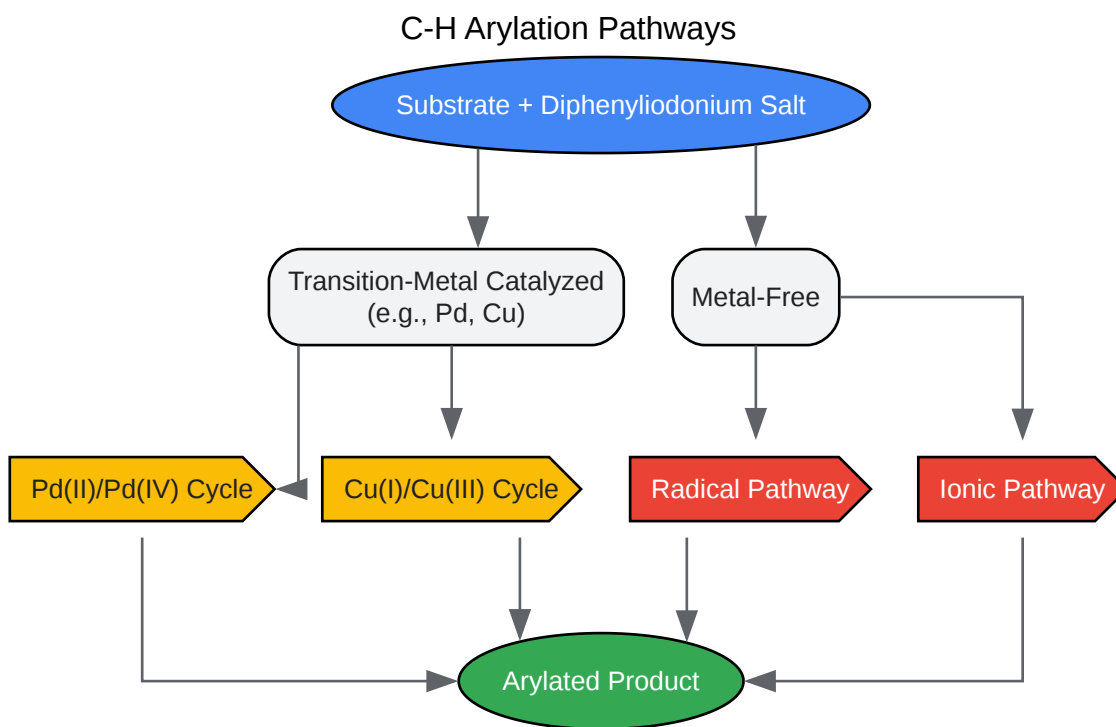 C-H Arylation Pathways
Substrate + Diphenyliodonium Salt
Transition-Metal Catalyzed
(e.g., Pd, Cu)
Metal-Free
Pd(II)/Pd(IV) Cycle
Cu(I)/Cu(III) Cycle
Radical Pathway
Ionic Pathway
Arylated Product